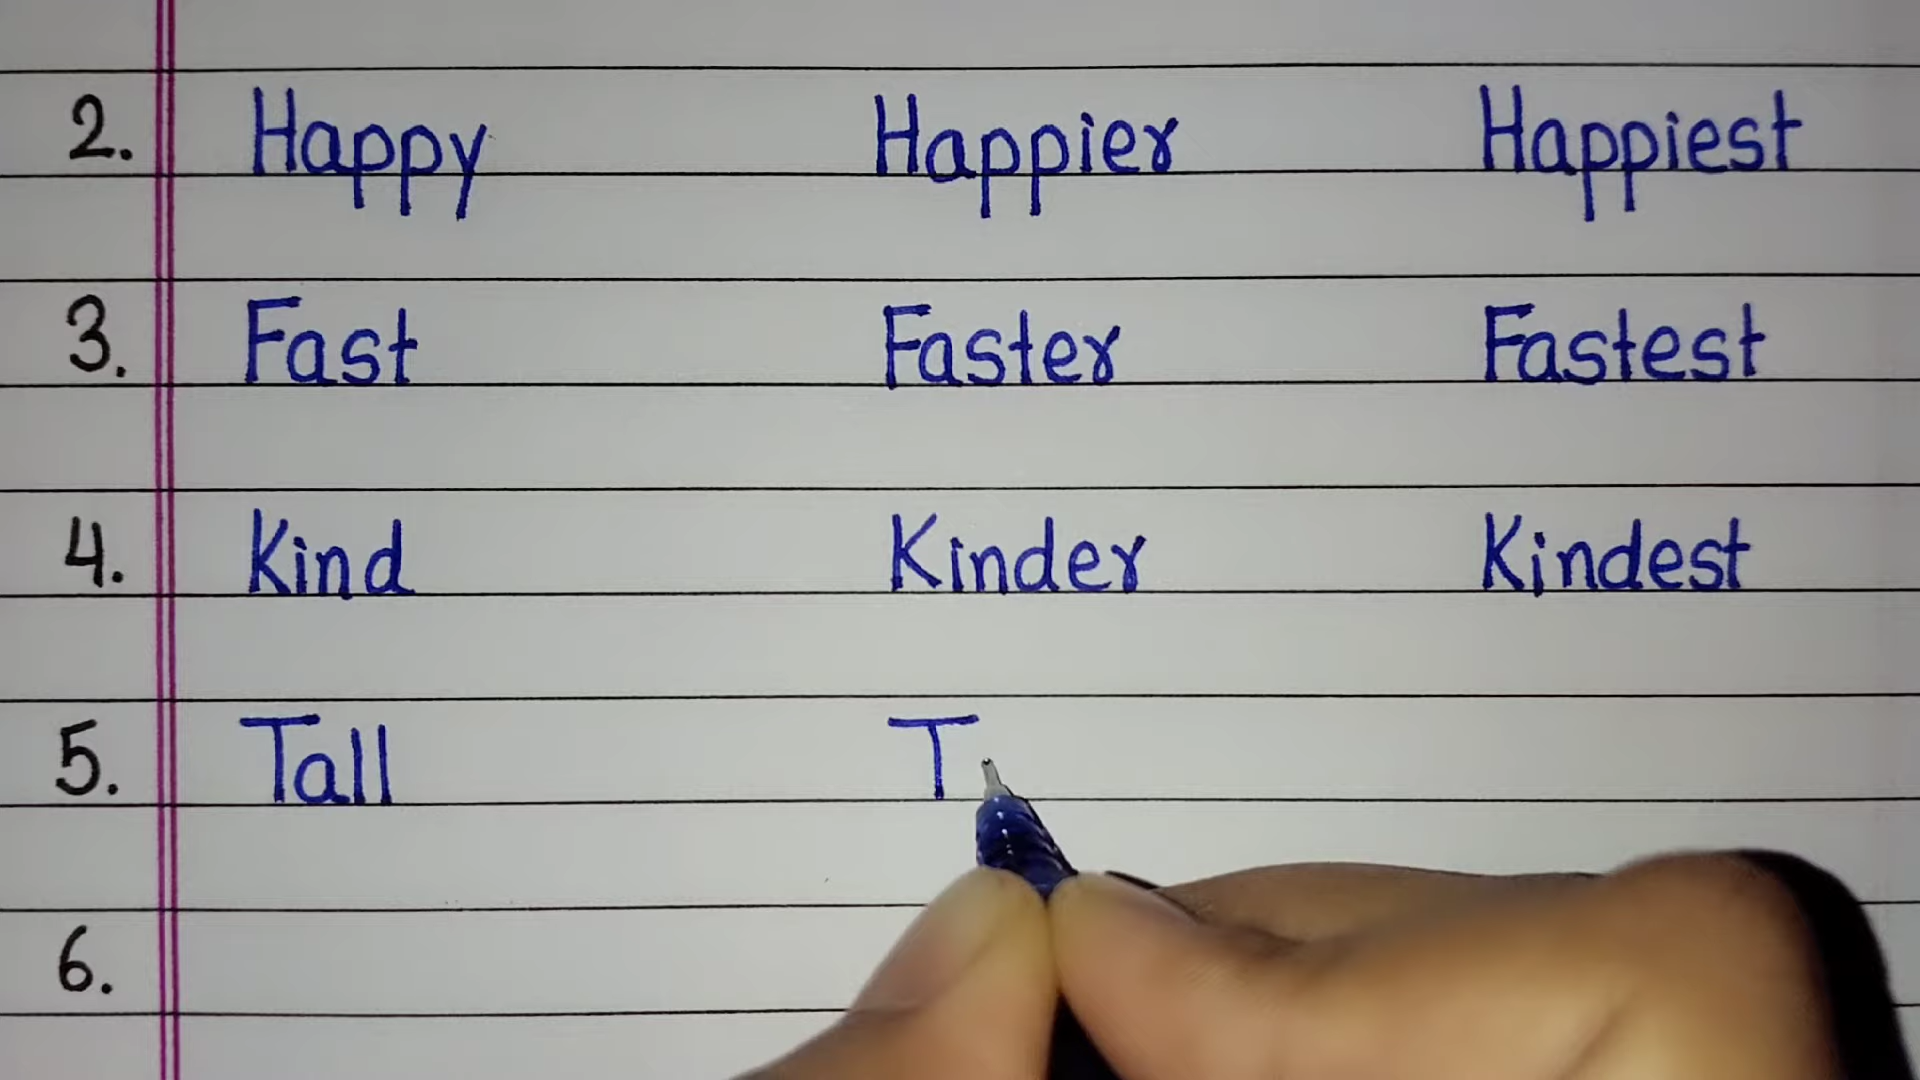 2. Happy Happier Happiest
3. Fast Faster Fastest
4. Kind Kinder Kindest
5. Tall T
6.